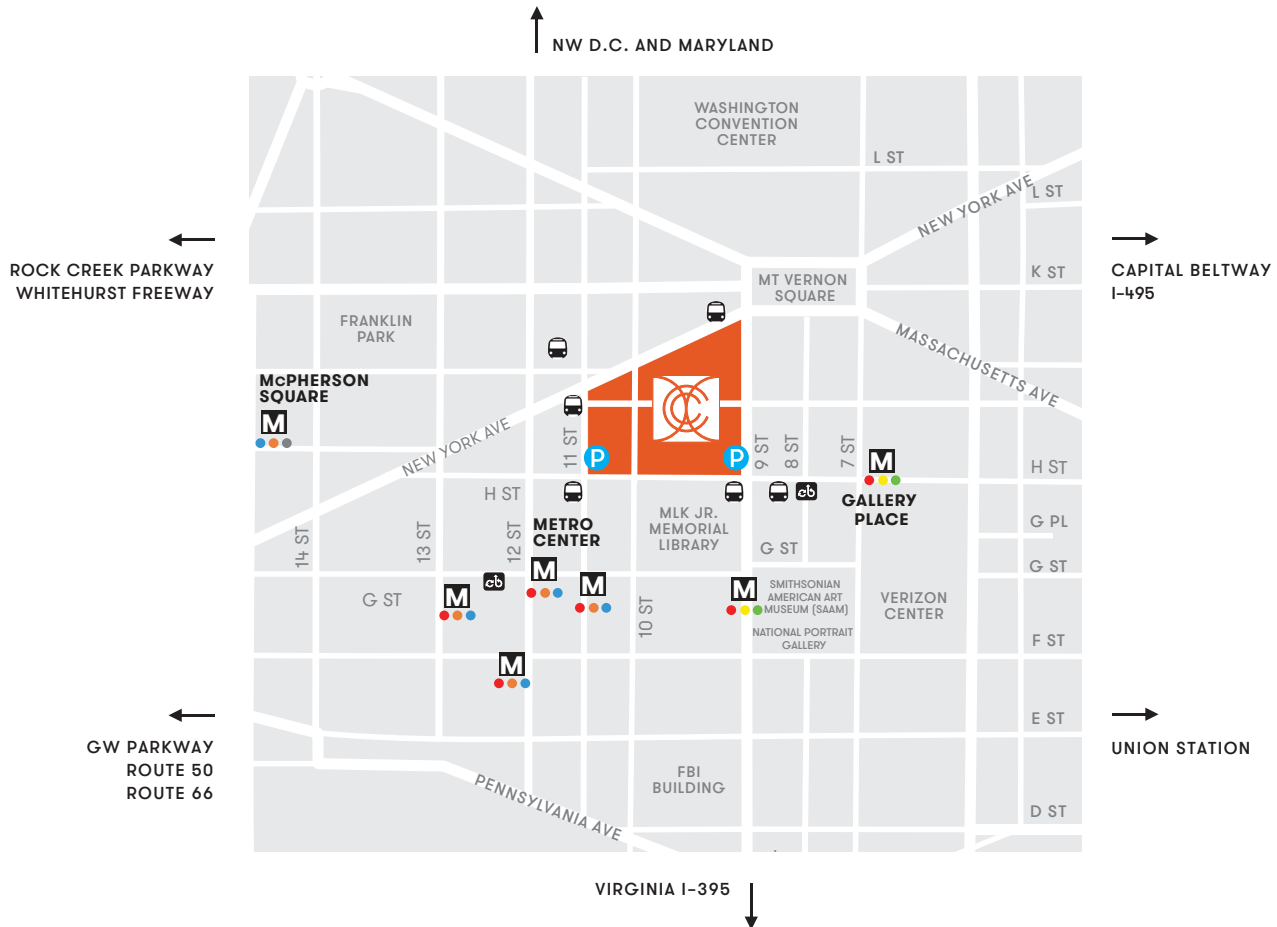 NW D.C. AND MARYLAND
WASHINGTON
CONVENTION
CENTER
L ST
NEW YORK AVE
L ST
ROCK CREEK PARKWAY
WHITEHURST FREEWAY
K ST
CAPITAL BELTWAY
I-495
MT VERNON
SQUARE
FRANKLIN
PARK
MASSACHUSETTS AVE
McPHERSON
SQUARE
M
NEW YORK AVE
11 ST
P
P
9 ST
8 ST
7 ST
M
H ST
GALLERY
PLACE
H ST
cb
MLK JR.
MEMORIAL
LIBRARY
G PL
METRO
CENTER
14 ST
13 ST
12 ST
G ST
G ST
M
cb
M
M
M
SMITHSONIAN
AMERICAN ART
MUSEUM (SAAM)
G ST
10 ST
VERIZON
CENTER
NATIONAL PORTRAIT
GALLERY
F ST
M
E ST
GW PARKWAY
ROUTE 50
ROUTE 66
UNION STATION
FBI
BUILDING
PENNSYLVANIA AVE
D ST
VIRGINIA I-395